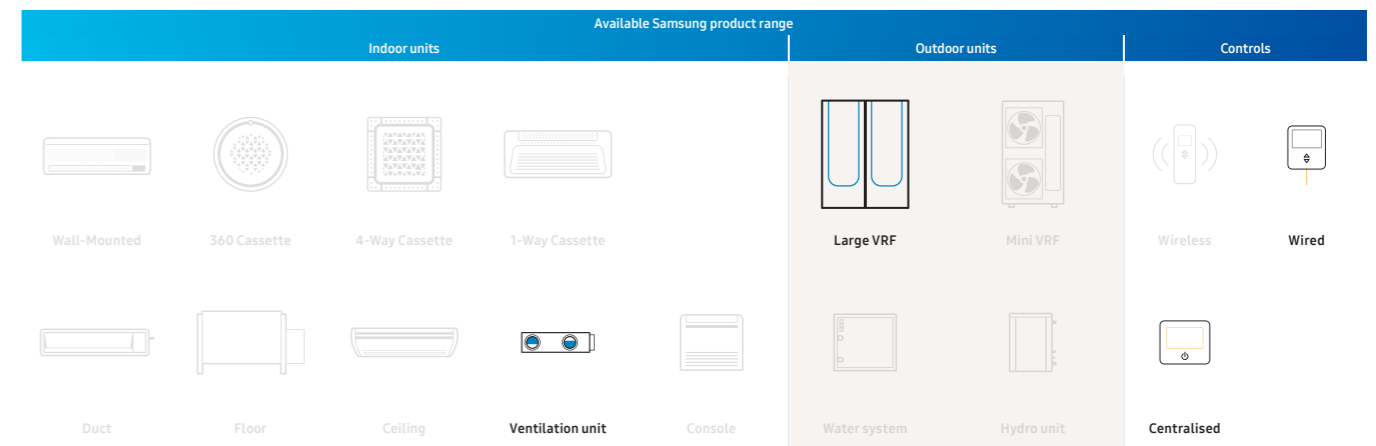 Available Samsung product range
Indoor units
Outdoor units
Controls
Wall-Mounted
360 Cassette
4-Way Cassette
1-Way Cassette
Large VRF
Mini VRF
Wireless
Wired
Duct
Floor
Ceiling
Ventilation unit
Console
Water system
Hydro unit
Centralised